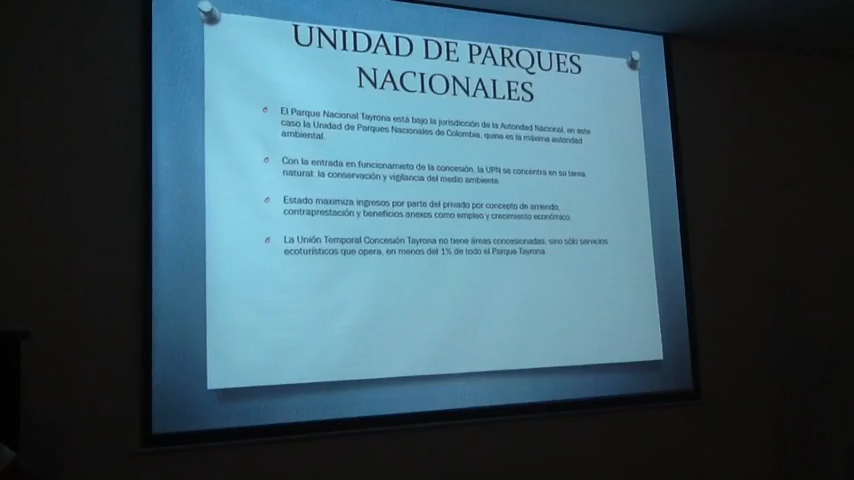 UNIDAD DE PARQUES
NACIONALES
El Parque Nacional Tayrona está bajo la jurisdicción de la Autoridad Nacional, en este
caso la Unidad de Parques Nacionales de Colombia, quine es la máxima autoridad
ambiental.
Con la entrada en funcionamieto de la concesión, la UPN se concentra en su tarea
natural: la conservación y vigilancia del medio ambiente.
Estado maximiza ingresos por parte del privado por concepto de arriendo,
contraprestación y beneficios anexos como empleo y crecimiento económico.
La Unión Temporal Concesión Tayrona no tiene áreas concesionadas, sino sólo servicios
ecoturísticos que opera, en menos del 1% de todo el Parque Tayrona.